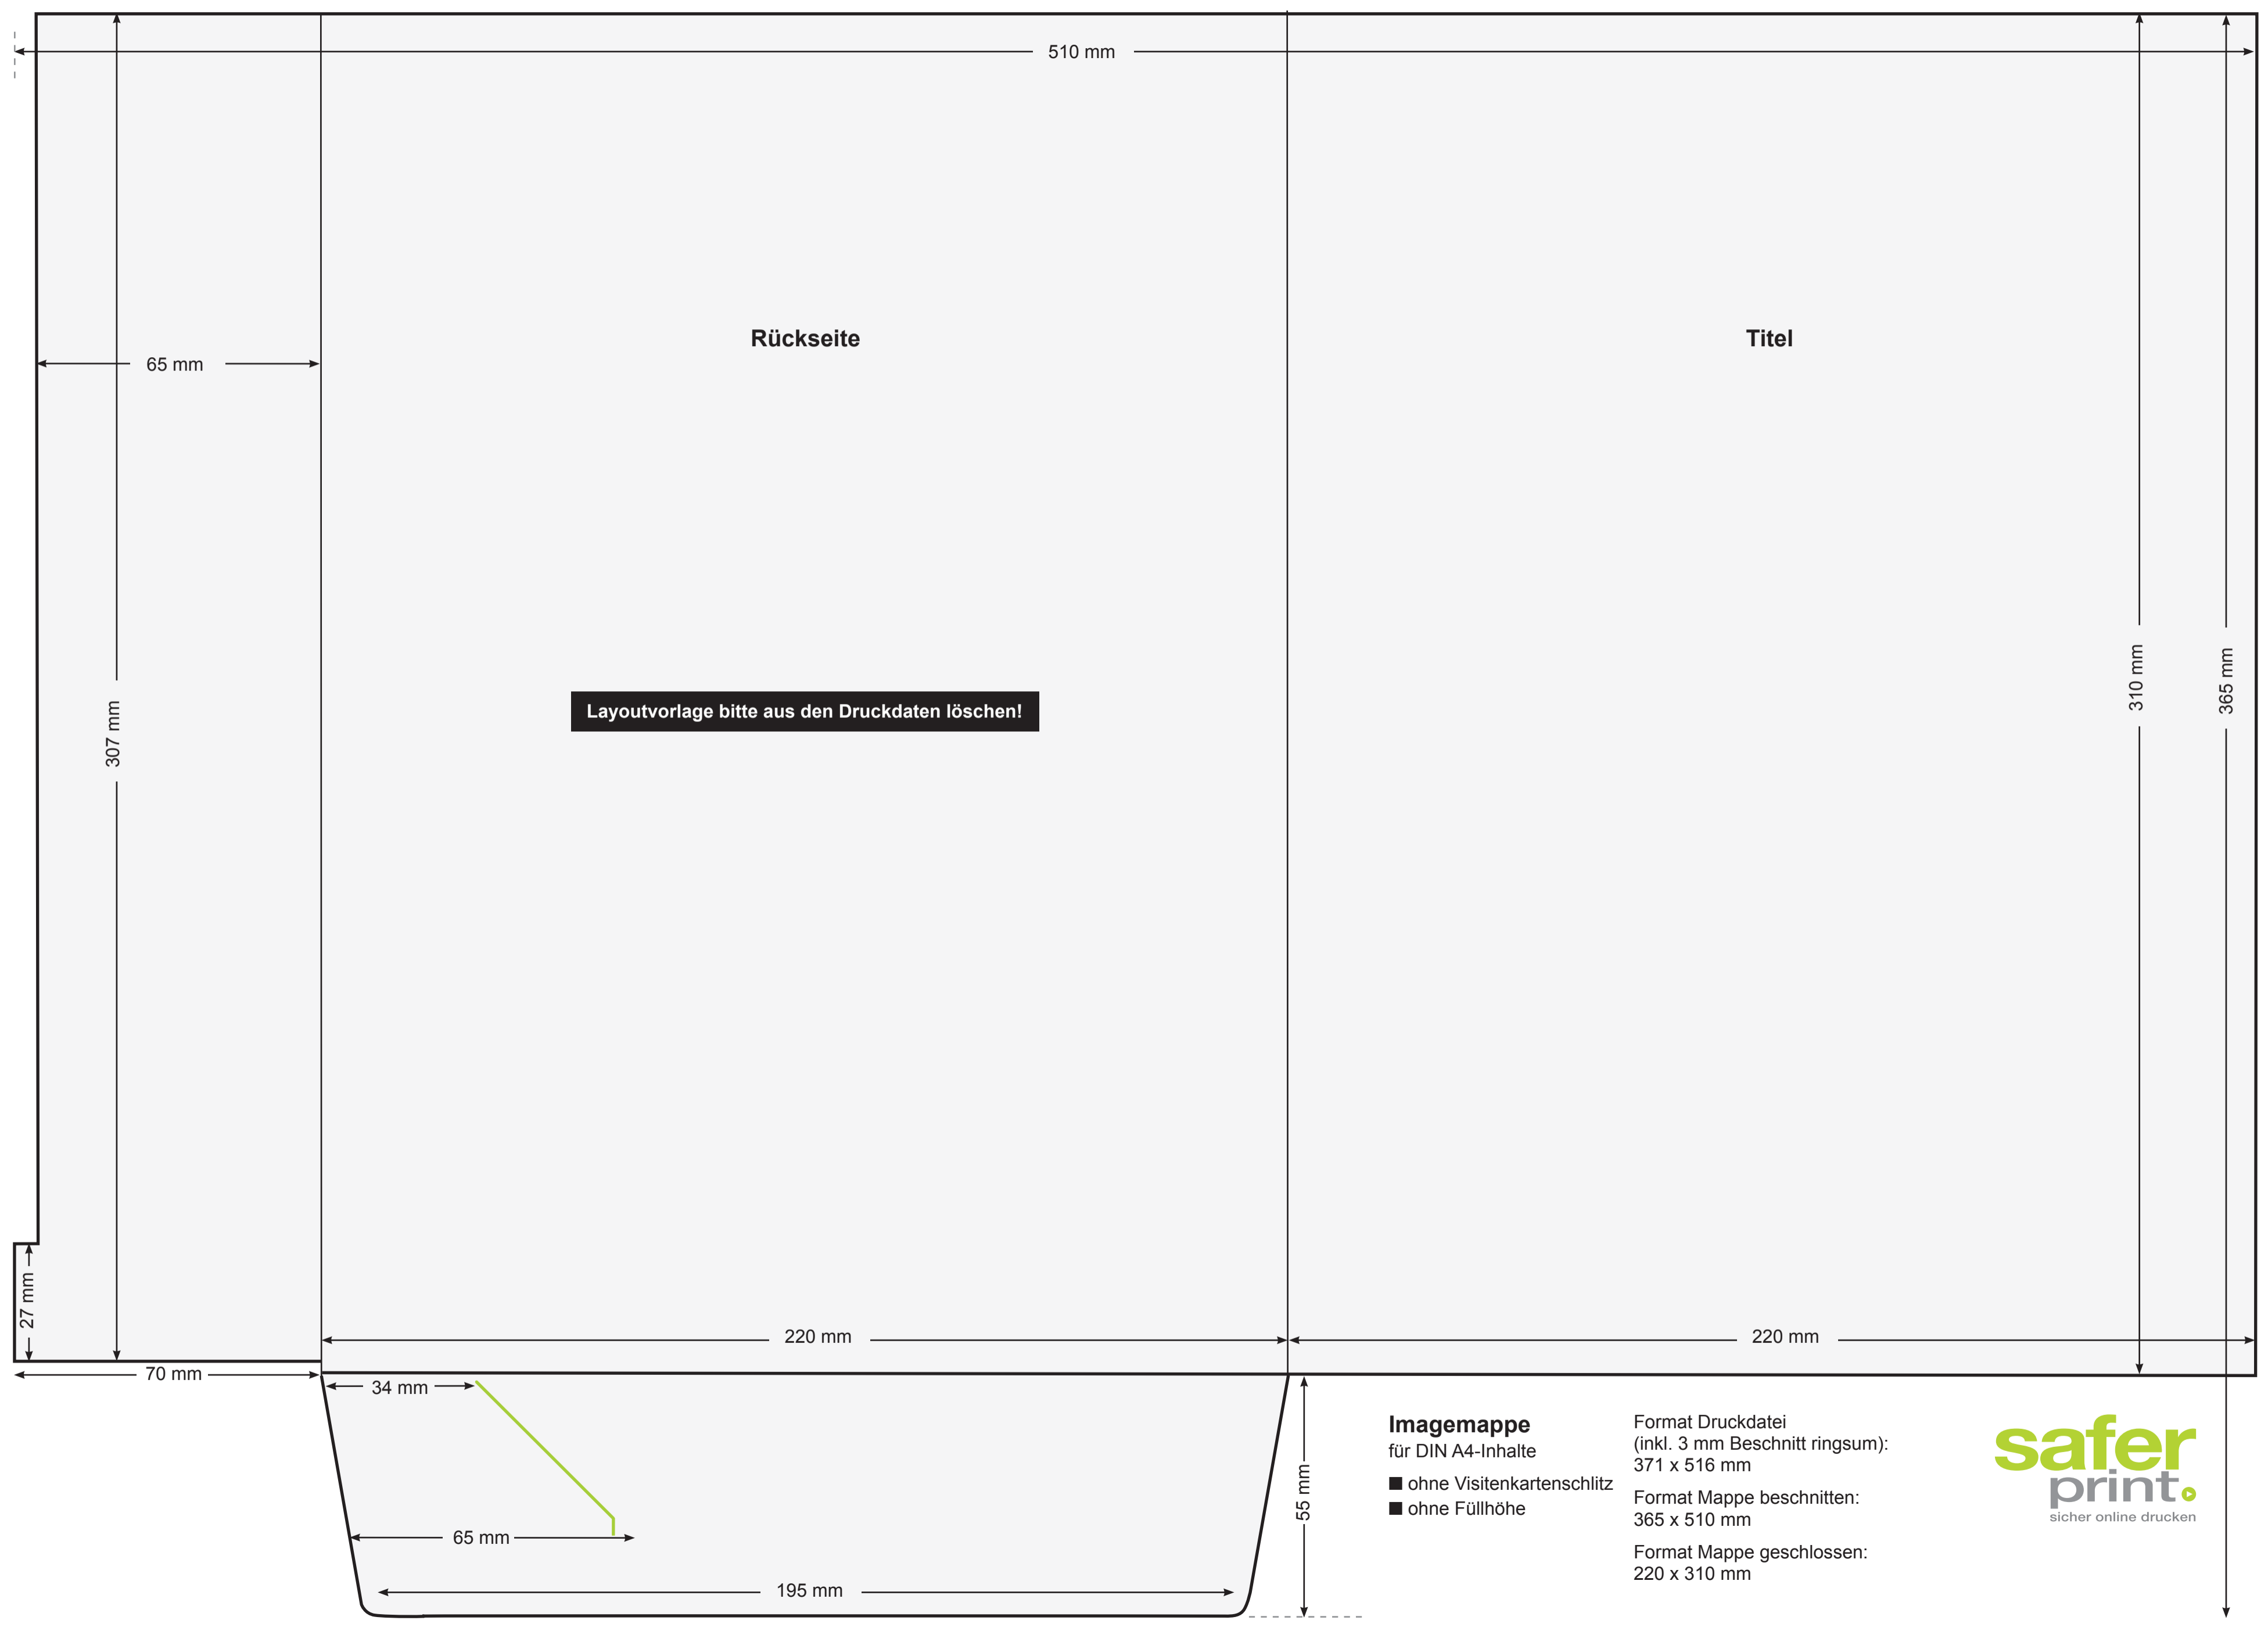 510 mm
Rückseite
Titel
65 mm
307 mm
310 mm
365 mm
Layoutvorlage bitte aus den Druckdaten löschen!
27 mm
220 mm
220 mm
70 mm
34 mm
65 mm
195 mm
55 mm
Imagemappe
für DIN A4-Inhalte
■ ohne Visitenkartenschlitz
■ ohne Füllhöhe
Format Druckdatei
(inkl. 3 mm Beschnitt ringsum):
371 x 516 mm
Format Mappe beschnitten:
365 x 510 mm
Format Mappe geschlossen:
220 x 310 mm
safer
print.
sicher online drucken